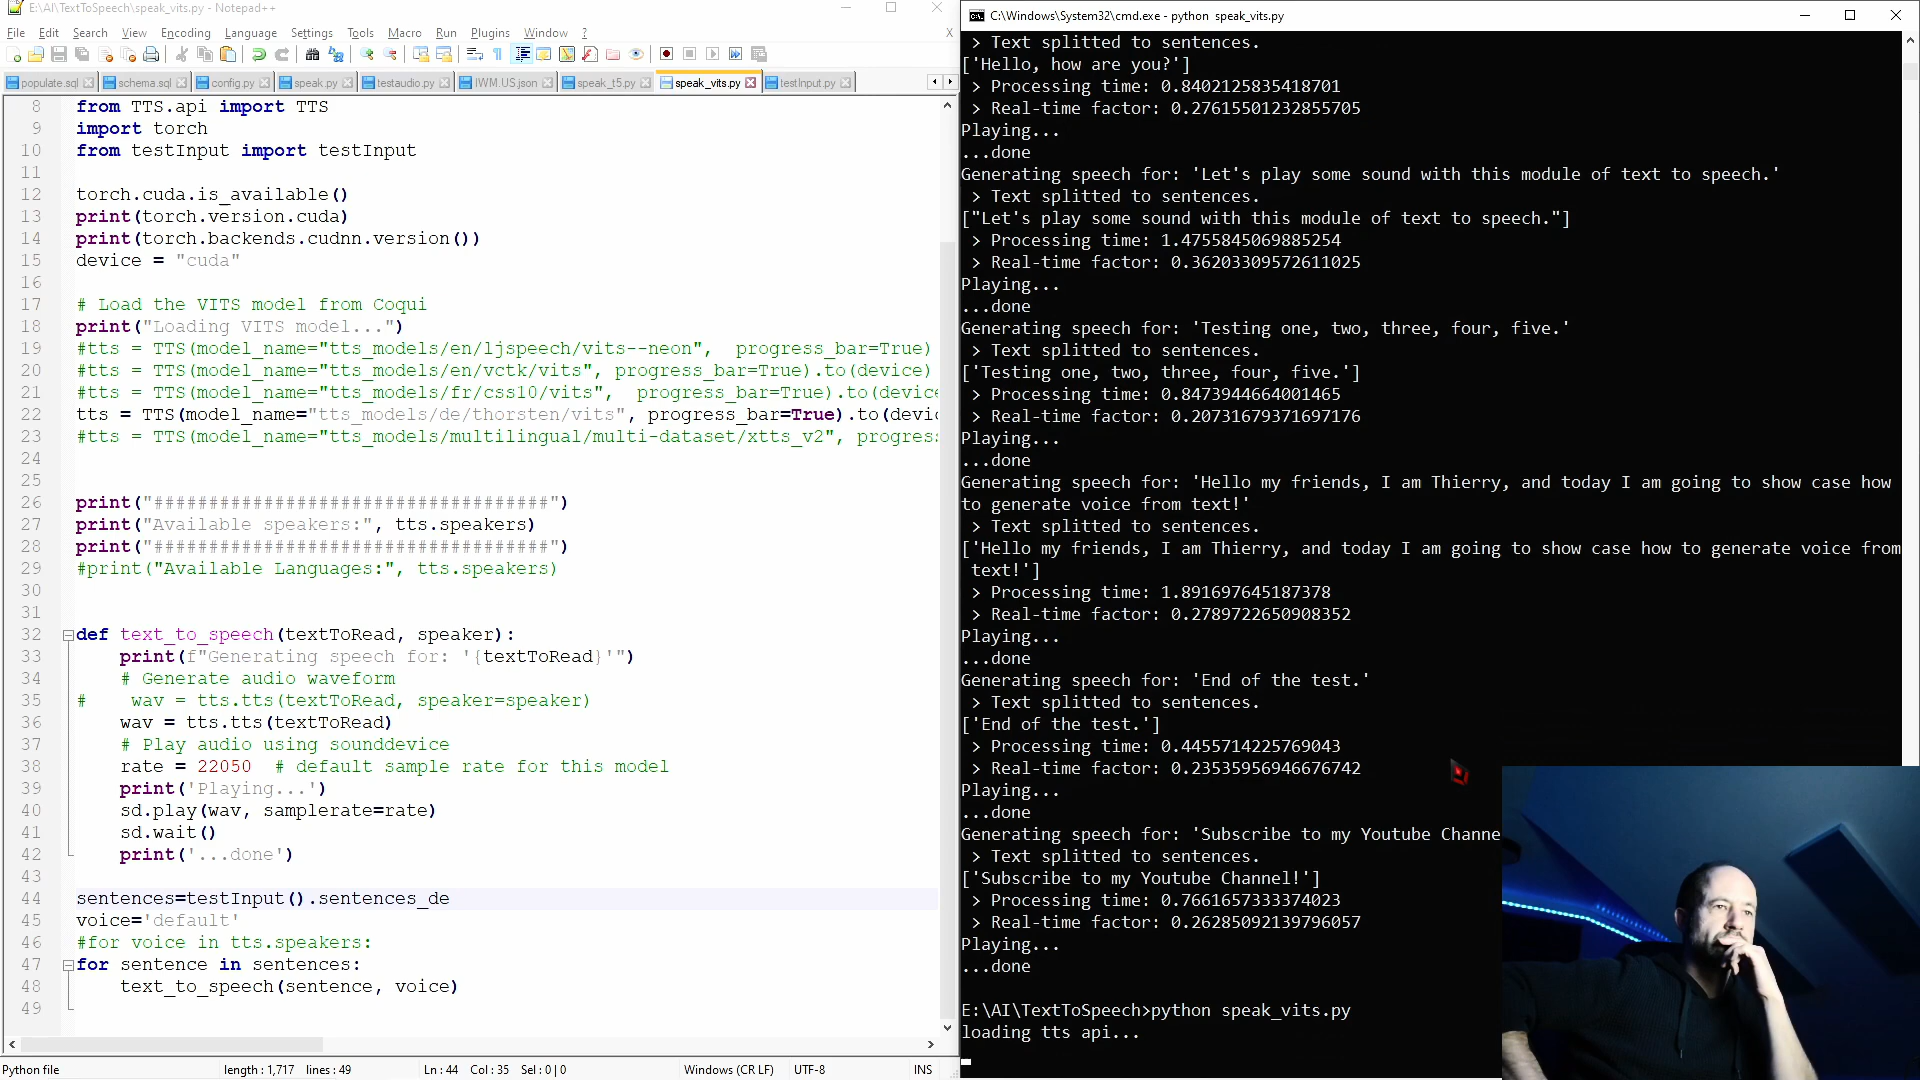 E:\AI\TextToSpeech\speak_vits.py - Notepad++
File Edit Search View Encoding Language Settings Tools Macro Run Plugins Window ? X
populate.sql schema.sql config.py speak.py testaudio.py IWM.US.json speak_t5.py speak_vits.py testInput.py
8 from TTS.api import TTS
9 import torch
10 from testInput import testInput
11
12 torch.cuda.is_available()
13 print(torch.version.cuda)
14 print(torch.backends.cudnn.version())
15 device = "cuda"
16
17 # Load the VITS model from Coqui
18 print("Loading VITS model...")
19 #tts = TTS(model_name="tts_models/en/ljspeech/vits--neon", progress_bar=True)
20 #tts = TTS(model_name="tts_models/en/vctk/vits", progress_bar=True).to(device)
21 #tts = TTS(model_name="tts_models/fr/css10/vits", progress_bar=True).to(device
22 tts = TTS(model_name="tts_models/de/thorsten/vits", progress_bar=True).to(devic
23 #tts = TTS(model_name="tts_models/multilingual/multi-dataset/xtts_v2", progres
24
25
26 print("####################################")
27 print("Available speakers:", tts.speakers)
28 print("####################################")
29 #print("Available Languages:", tts.speakers)
30
31
32 def text_to_speech(textToRead, speaker):
33 print(f"Generating speech for: '{textToRead}'")
34 # Generate audio waveform
35 # wav = tts.tts(textToRead, speaker=speaker)
36 wav = tts.tts(textToRead)
37 # Play audio using sounddevice
38 rate = 22050 # default sample rate for this model
39 print('Playing...')
40 sd.play(wav, samplerate=rate)
41 sd.wait()
42 print('...done')
43
44 sentences=testInput().sentences_de
45 voice='default'
46 #for voice in tts.speakers:
47 for sentence in sentences:
48 text_to_speech(sentence, voice)
49
Python file length : 1,717 lines : 49 Ln : 44 Col : 35 Sel : 0 | 0 Windows (CR LF) UTF-8 INS
C:\Windows\System32\cmd.exe - python speak_vits.py
> Text splitted to sentences.
['Hello, how are you?']
> Processing time: 0.8402125835418701
> Real-time factor: 0.27615501232855705
Playing...
...done
Generating speech for: 'Let's play some sound with this module of text to speech.'
> Text splitted to sentences.
["Let's play some sound with this module of text to speech."]
> Processing time: 1.4755845069885254
> Real-time factor: 0.36203309572611025
Playing...
...done
Generating speech for: 'Testing one, two, three, four, five.'
> Text splitted to sentences.
['Testing one, two, three, four, five.']
> Processing time: 0.8473944664001465
> Real-time factor: 0.20731679371697176
Playing...
...done
Generating speech for: 'Hello my friends, I am Thierry, and today I am going to show case how
to generate voice from text!'
> Text splitted to sentences.
['Hello my friends, I am Thierry, and today I am going to show case how to generate voice from
text!']
> Processing time: 1.891697645187378
> Real-time factor: 0.2789722650908352
Playing...
...done
Generating speech for: 'End of the test.'
> Text splitted to sentences.
['End of the test.']
> Processing time: 0.4455714225769043
> Real-time factor: 0.23535956946676742
Playing...
...done
Generating speech for: 'Subscribe to my Youtube Channe
> Text splitted to sentences.
['Subscribe to my Youtube Channel!']
> Processing time: 0.7661657333374023
> Real-time factor: 0.26285092139796057
Playing...
...done
E:\AI\TextToSpeech>python speak_vits.py
loading tts api...